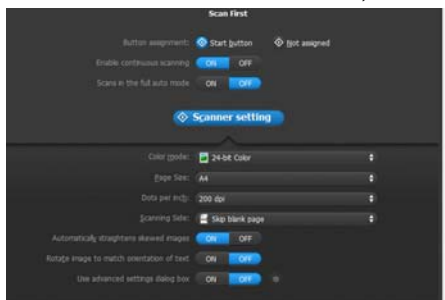 Scan First
Button assignment: Start button Not assigned
Enable continuous scanning ON OFF
Scans in the full auto mode ON OFF
Scanner setting
Color mode: 24-bit Color
Page Size: A4
Dots per inch: 200 dpi
Scanning Side: Skip blank page
Automatically straightens skewed images ON OFF
Rotate image to match orientation of text ON OFF
Use advanced settings dialog box ON OFF